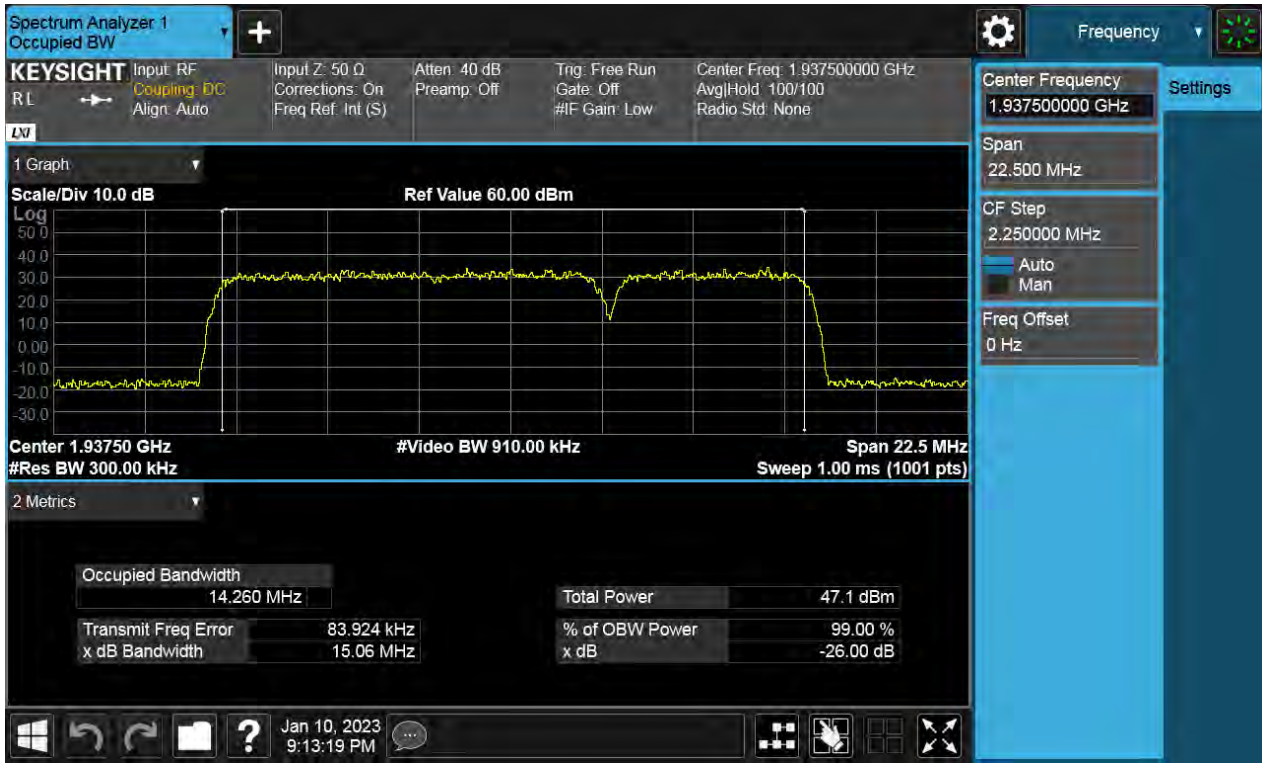 Spectrum Analyzer 1
Occupied BW
+
Frequency
KEYSIGHT
RL
LXI
Input: RF
Coupling: DC
Align: Auto
Input Z: 50 Ω
Corrections: On
Freq Ref: Int (S)
Atten: 40 dB
Preamp: Off
Trig: Free Run
Gate: Off
#IF Gain: Low
Center Freq: 1.937500000 GHz
Avg|Hold: 100/100
Radio Std: None
Center Frequency
1.937500000 GHz
Settings
Span
22.500 MHz
CF Step
2.250000 MHz
Auto
Man
Freq Offset
0 Hz
1 Graph
Scale/Div 10.0 dB
Ref Value 60.00 dBm
Log
50.0
40.0
30.0
20.0
10.0
0.00
-10.0
-20.0
-30.0
Center 1.93750 GHz
#Video BW 910.00 kHz
Span 22.5 MHz
#Res BW 300.00 kHz
Sweep 1.00 ms (1001 pts)
2 Metrics
Occupied Bandwidth
14.260 MHz
Total Power 47.1 dBm
Transmit Freq Error 83.924 kHz
% of OBW Power 99.00 %
x dB Bandwidth 15.06 MHz
x dB -26.00 dB
?
Jan 10, 2023
9:13:19 PM